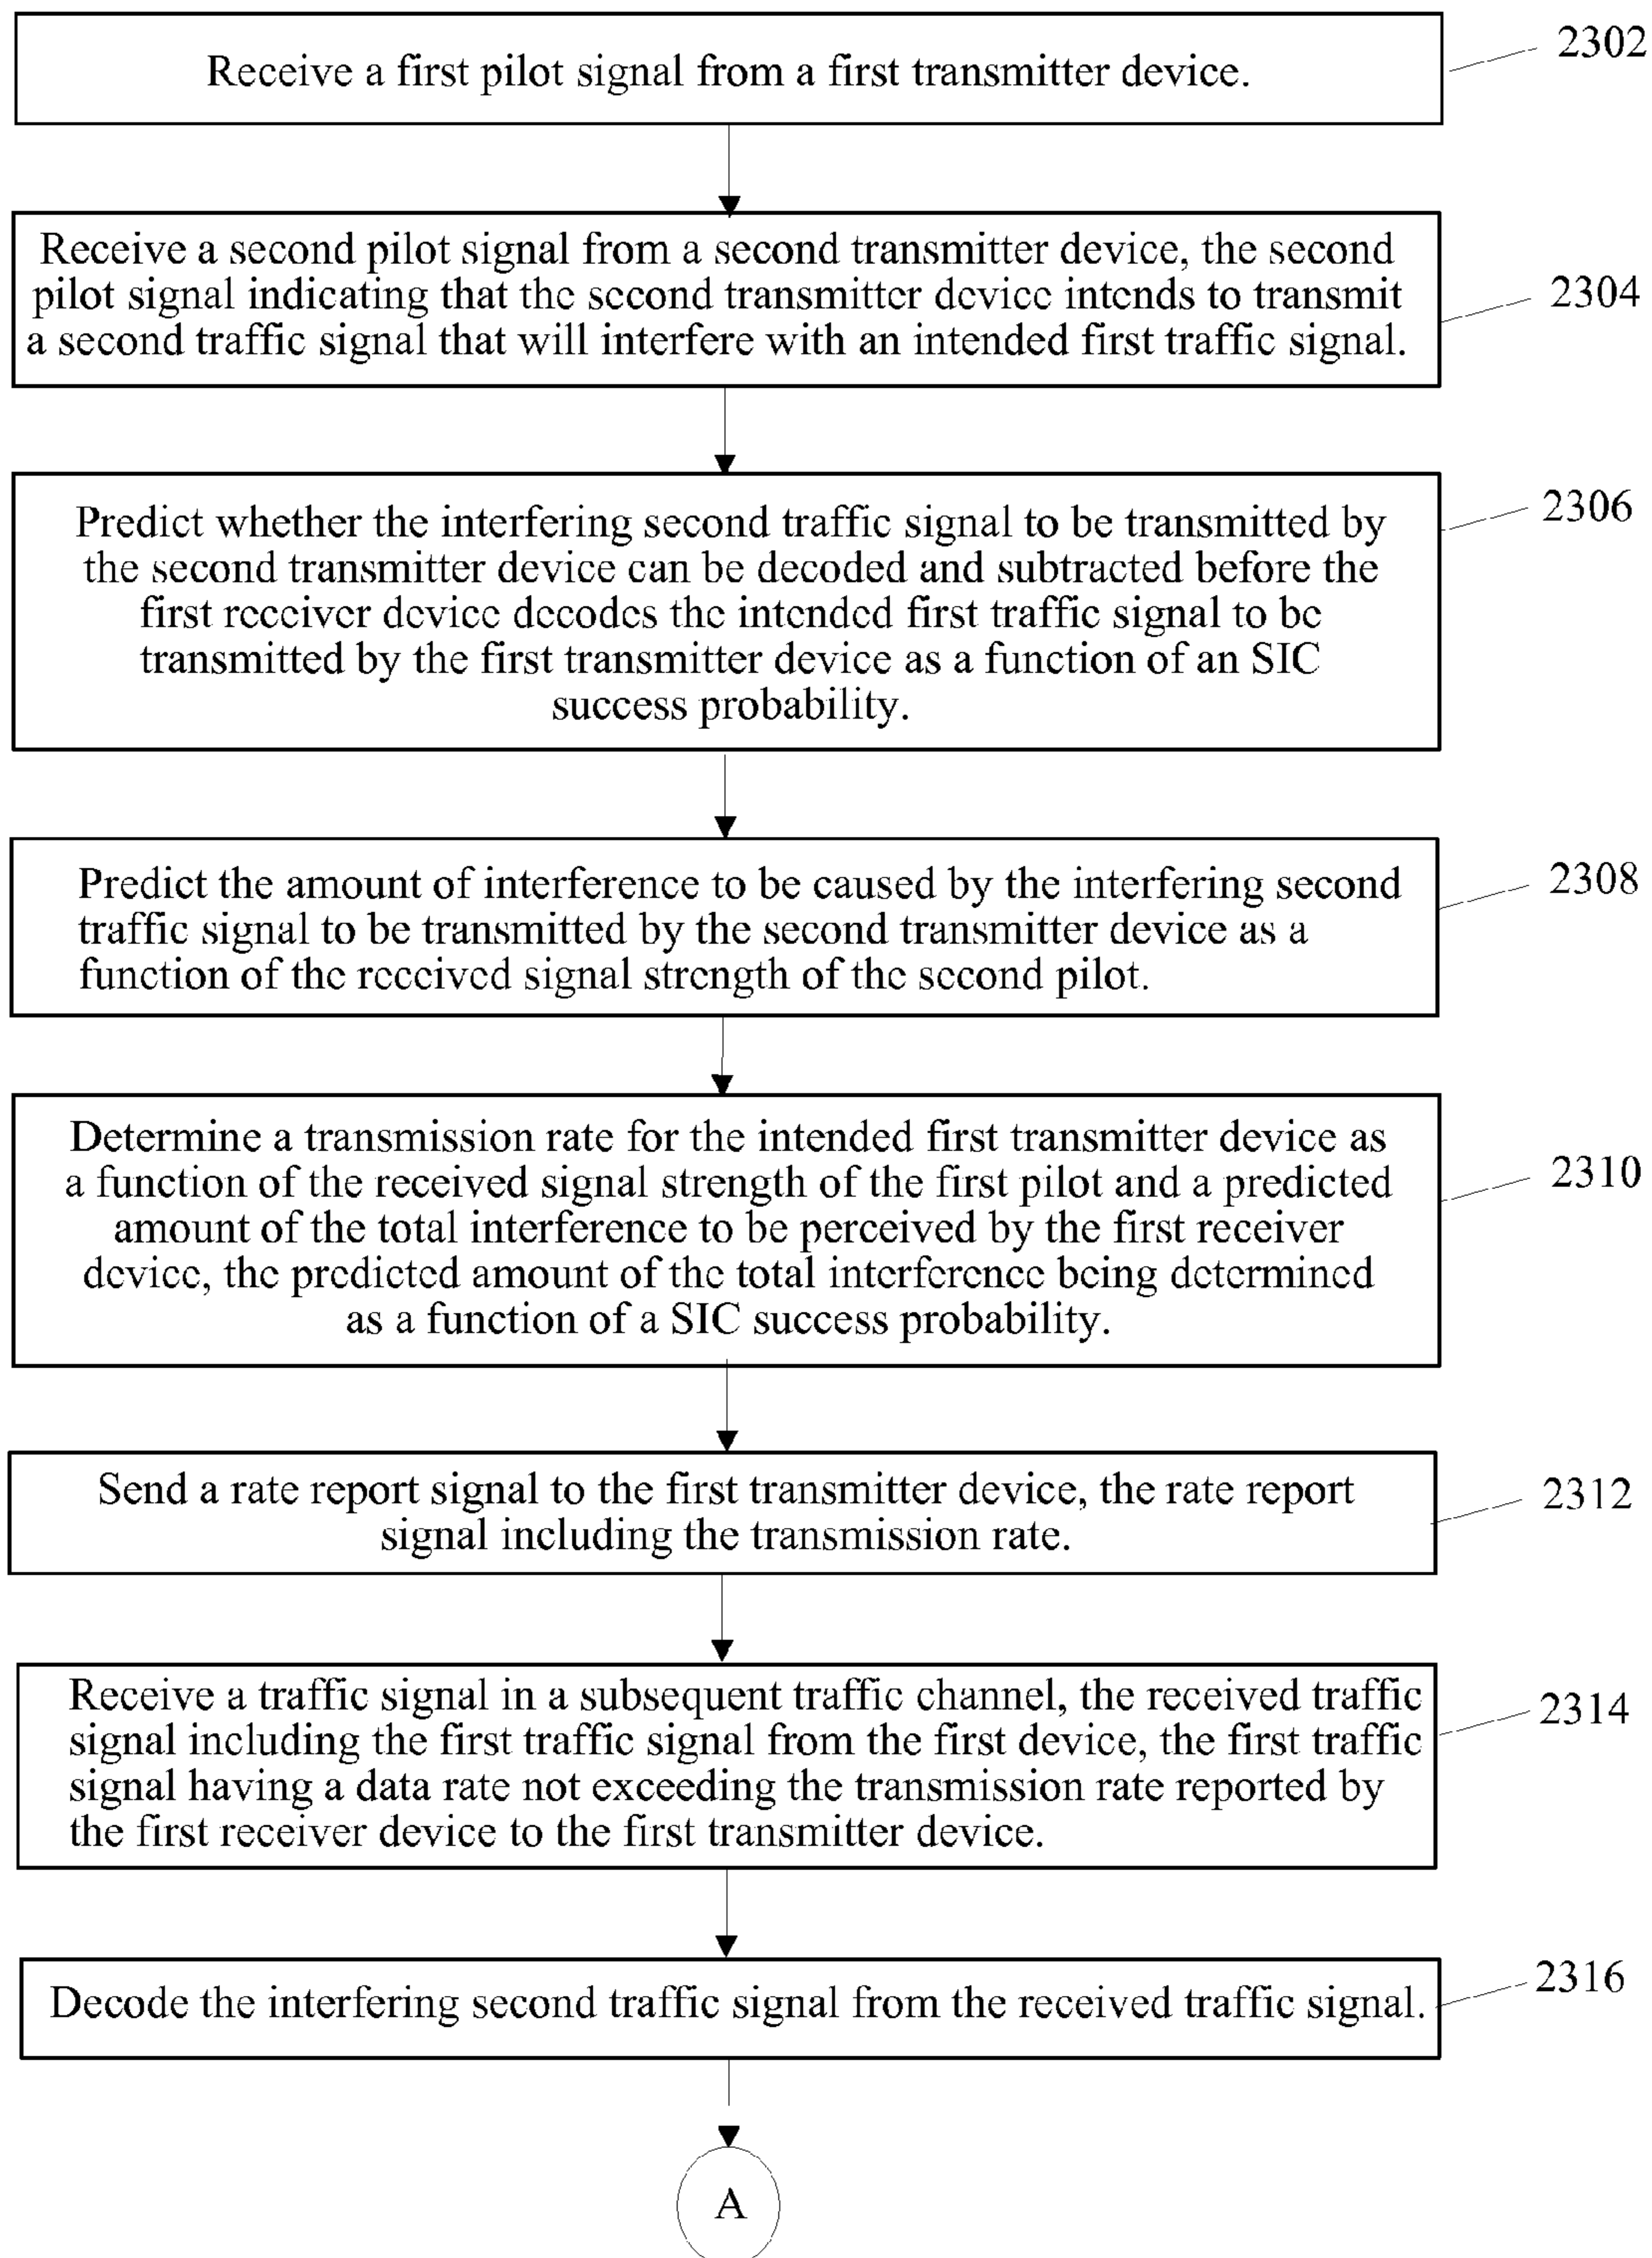 Receive a first pilot signal from a first transmitter device.
2302
Receive a second pilot signal from a second transmitter device, the second
pilot signal indicating that the second transmitter device intends to transmit
a second traffic signal that will interfere with an intended first traffic signal.
2304
Predict whether the interfering second traffic signal to be transmitted by
the second transmitter device can be decoded and subtracted before the
first receiver device decodes the intended first traffic signal to be
transmitted by the first transmitter device as a function of an SIC
success probability.
2306
Predict the amount of interference to be caused by the interfering second
traffic signal to be transmitted by the second transmitter device as a
function of the received signal strength of the second pilot.
2308
Determine a transmission rate for the intended first transmitter device as
a function of the received signal strength of the first pilot and a predicted
amount of the total interference to be perceived by the first receiver
device, the predicted amount of the total interference being determined
as a function of a SIC success probability.
2310
Send a rate report signal to the first transmitter device, the rate report
signal including the transmission rate.
2312
Receive a traffic signal in a subsequent traffic channel, the received traffic
signal including the first traffic signal from the first device, the first traffic
signal having a data rate not exceeding the transmission rate reported by
the first receiver device to the first transmitter device.
2314
Decode the interfering second traffic signal from the received traffic signal.
2316
A